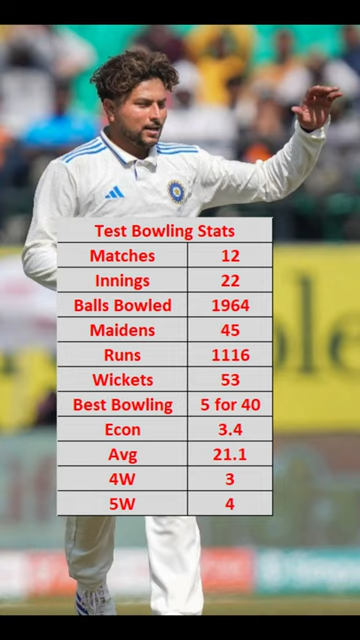 Test Bowling Stats
Matches 12
Innings 22
Balls Bowled 1964
Maidens 45
Runs 1116
Wickets 53
Best Bowling 5 for 40
Econ 3.4
Avg 21.1
4W 3
5W 4